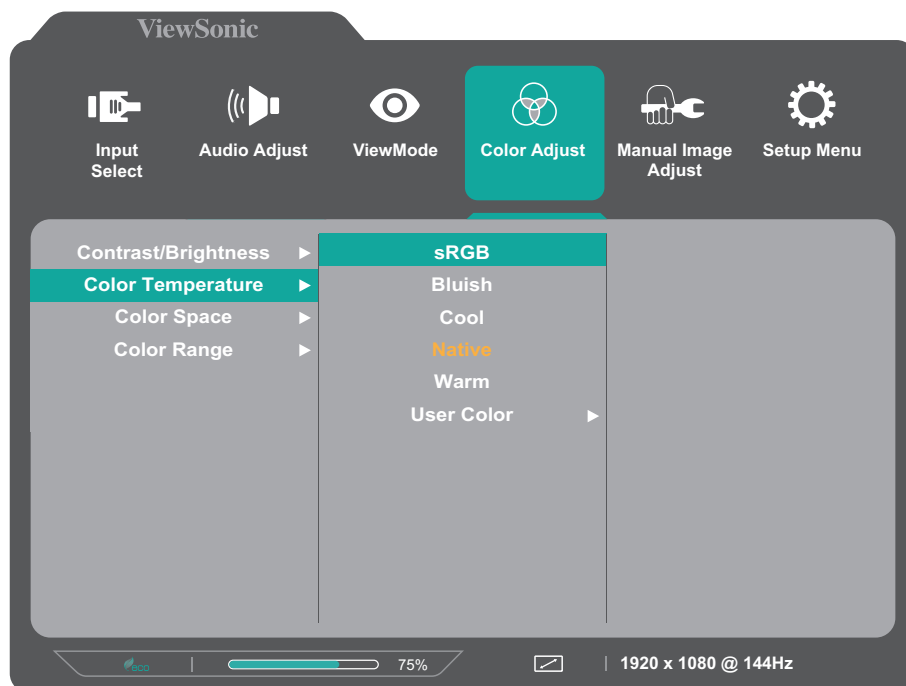 ViewSonic
Input Select
Audio Adjust
ViewMode
Color Adjust
Manual Image Adjust
Setup Menu
Contrast/Brightness
Color Temperature
Color Space
Color Range
sRGB
Bluish
Cool
Native
Warm
User Color
eco
75%
1920 x 1080 @ 144Hz